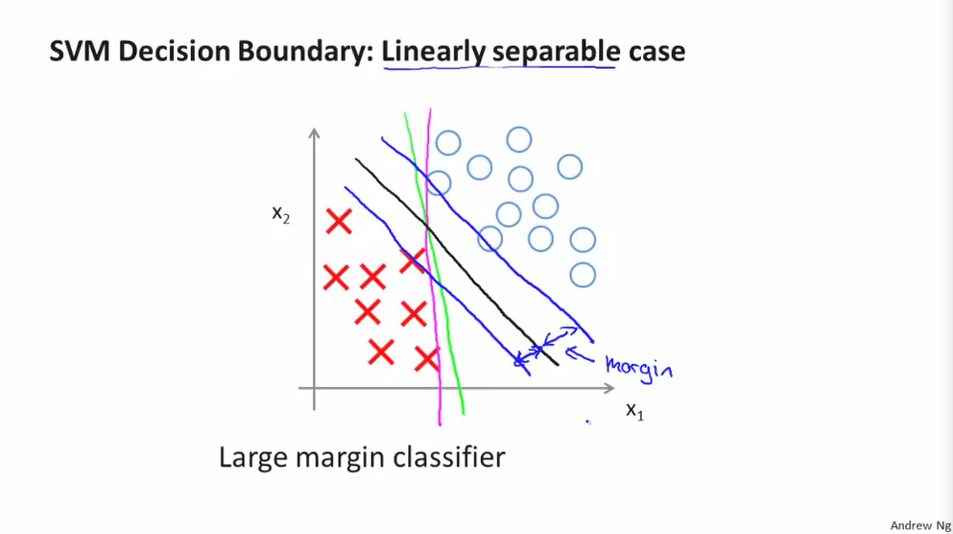 SVM Decision Boundary: Linearly separable case
x2
margin
x1
Large margin classifier
Andrew Ng